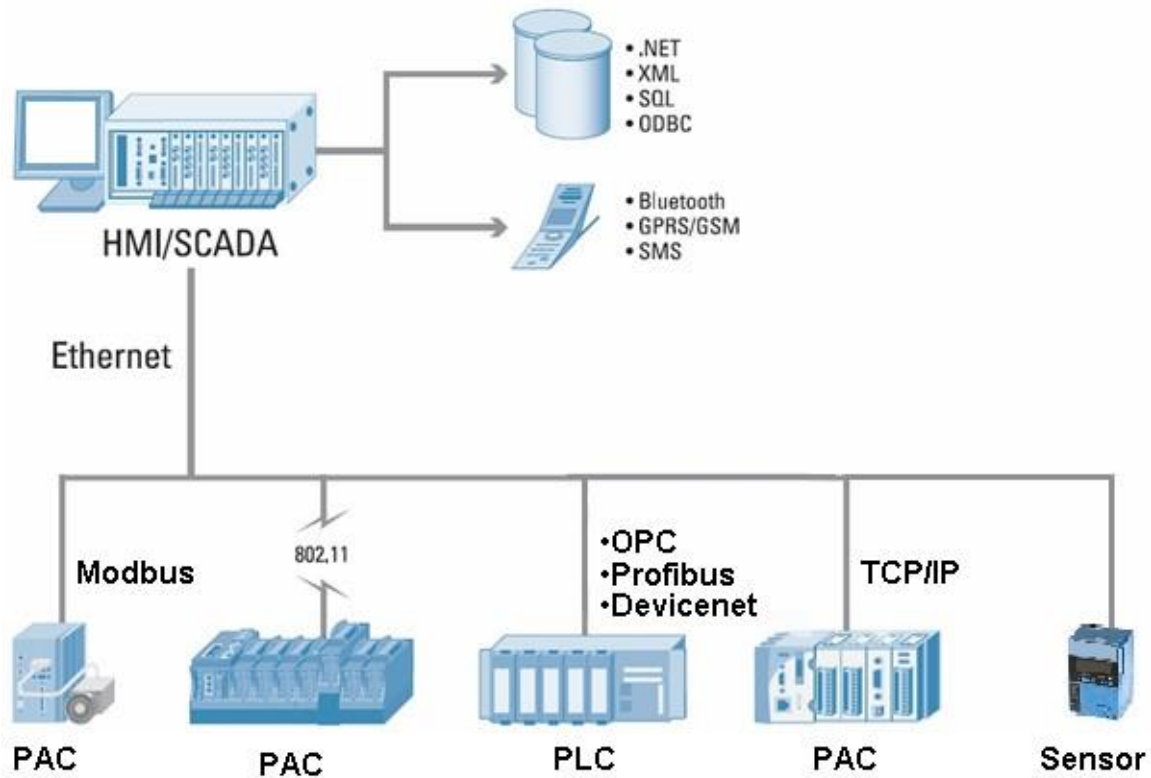 • .NET
• XML
• SQL
• ODBC
• Bluetooth
• GPRS/GSM
• SMS
HMI/SCADA
Ethernet
Modbus
802.11
•OPC
•Profibus
•Devicenet
TCP/IP
PAC
PAC
PLC
PAC
Sensor